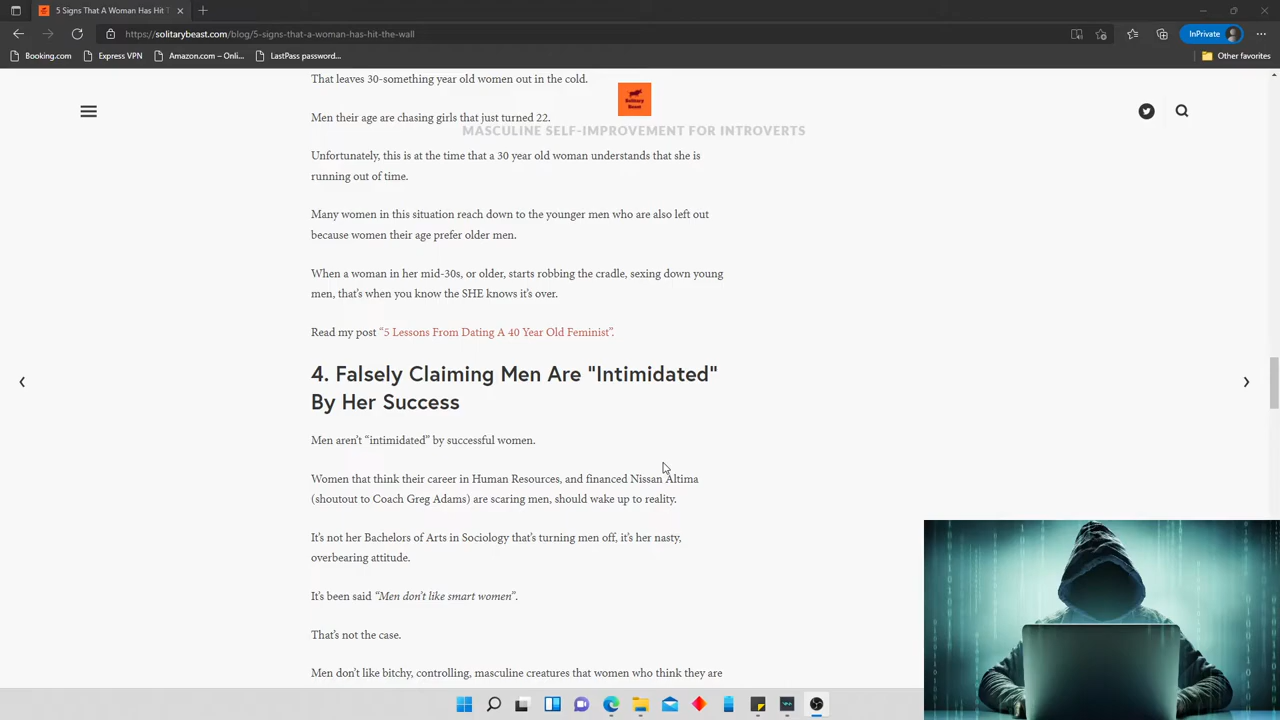 5 Signs That A Woman Has Hit T
https://solitarybeast.com/blog/5-signs-that-a-woman-has-hit-the-wall
InPrivate
Booking.com
Express VPN
Amazon.com – Onli...
LastPass password...
Other favorites
That leaves 30-something year old women out in the cold.
Solitary
Beast
Men their age are chasing girls that just turned 22.
MASCULINE SELF-IMPROVEMENT FOR INTROVERTS
Unfortunately, this is at the time that a 30 year old woman understands that she is
running out of time.
Many women in this situation reach down to the younger men who are also left out
because women their age prefer older men.
When a woman in her mid-30s, or older, starts robbing the cradle, sexing down young
men, that’s when you know the SHE knows it’s over.
Read my post “5 Lessons From Dating A 40 Year Old Feminist”.
4. Falsely Claiming Men Are "Intimidated"
By Her Success
Men aren’t “intimidated” by successful women.
Women that think their career in Human Resources, and financed Nissan Altima
(shoutout to Coach Greg Adams) are scaring men, should wake up to reality.
It’s not her Bachelors of Arts in Sociology that’s turning men off, it’s her nasty,
overbearing attitude.
It’s been said “Men don’t like smart women”.
That’s not the case.
Men don’t like bitchy, controlling, masculine creatures that women who think they are